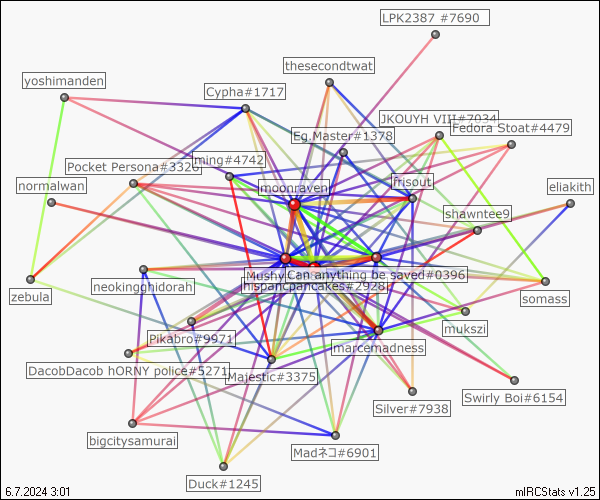 LPK2387 #7690
thesecondtwat
yoshimanden
Cypha#1717
JKOUYH VIII#7934
Fedora Stoat#4479
Eg.Master#1378
ming#4742
Pocket Persona#3326
normalwan
moonraven
frisout
eliakith
shawntee9
Mushy
Can anything be saved#0396
hispancpancakes#2928
neokingghidorah
zebula
somass
mukszi
Pikabro#9971
marcemadness
DacobDacob hORNY police#5271
Majestic#3375
Silver#7938
Swirly Boi#6154
bigcitysamurai
Madネコ#6901
Duck#1245
6.7.2024 3:01
mIRCStats v1.25